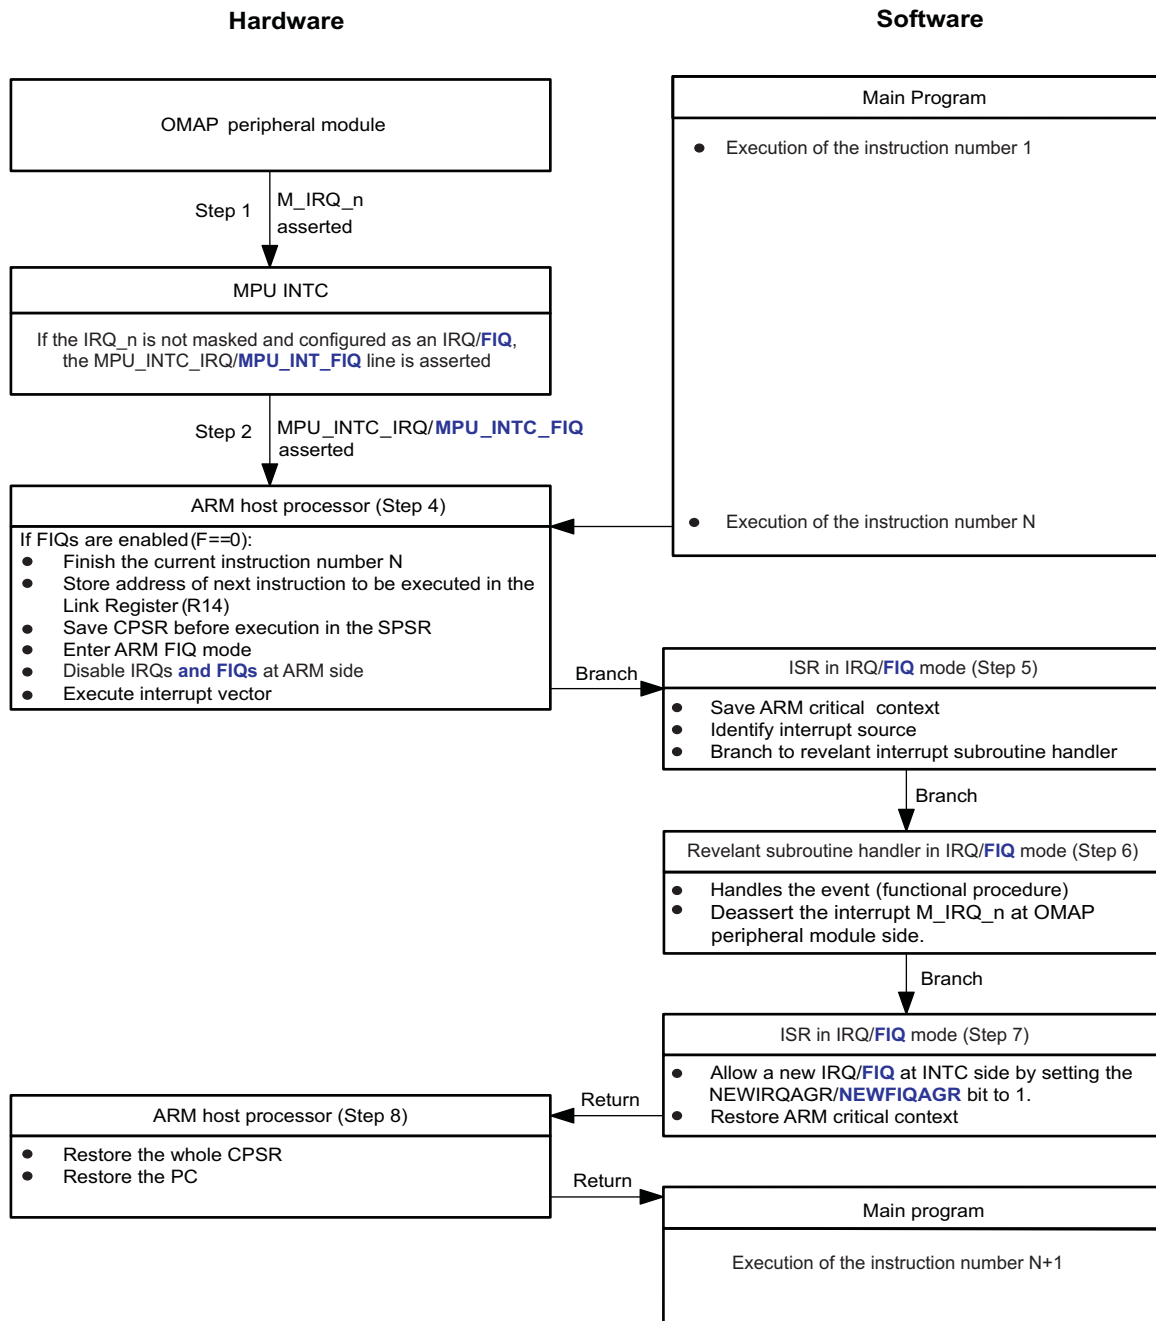 Hardware
Software
OMAP peripheral module
Main Program
Execution of the instruction number 1
Step 1
M_IRQ_n
asserted
MPU INTC
If the IRQ_n is not masked and configured as an IRQ/FIQ,
the MPU_INTC_IRQ/MPU_INT_FIQ line is asserted
Step 2
MPU_INTC_IRQ/MPU_INTC_FIQ
asserted
ARM host processor (Step 4)
Execution of the instruction number N
If FIQs are enabled(F==0):
Finish the current instruction number N
Store address of next instruction to be executed in the
Link Register (R14)
Save CPSR before execution in the SPSR
Enter ARM FIQ mode
Disable IRQs and FIQs at ARM side
Execute interrupt vector
Branch
ISR in IRQ/FIQ mode (Step 5)
Save ARM critical context
Identify interrupt source
Branch to revelant interrupt subroutine handler
Branch
Revelant subroutine handler in IRQ/FIQ mode (Step 6)
Handles the event (functional procedure)
Deassert the interrupt M_IRQ_n at OMAP
peripheral module side.
Branch
ISR in IRQ/FIQ mode (Step 7)
Allow a new IRQ/FIQ at INTC side by setting the
NEWIRQAGR/NEWFIQAGR bit to 1.
Restore ARM critical context
Return
ARM host processor (Step 8)
Restore the whole CPSR
Restore the PC
Return
Main program
Execution of the instruction number N+1